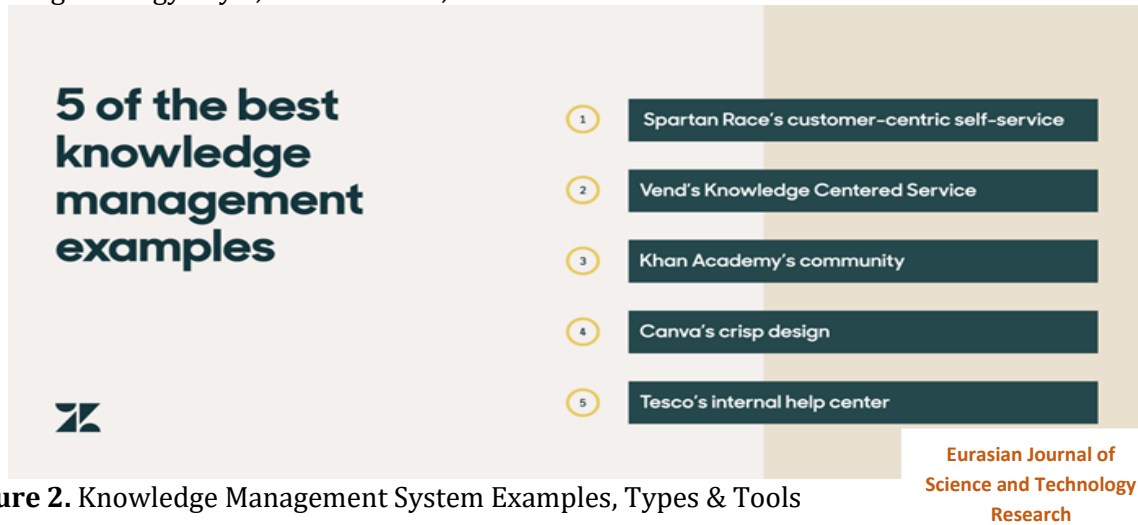 5 of the best
knowledge
management
examples
1 Spartan Race’s customer-centric self-service
2 Vend’s Knowledge Centered Service
3 Khan Academy’s community
4 Canva’s crisp design
5 Tesco’s internal help center
Eurasian Journal of
Science and Technology
Research
ure 2. Knowledge Management System Examples, Types & Tools